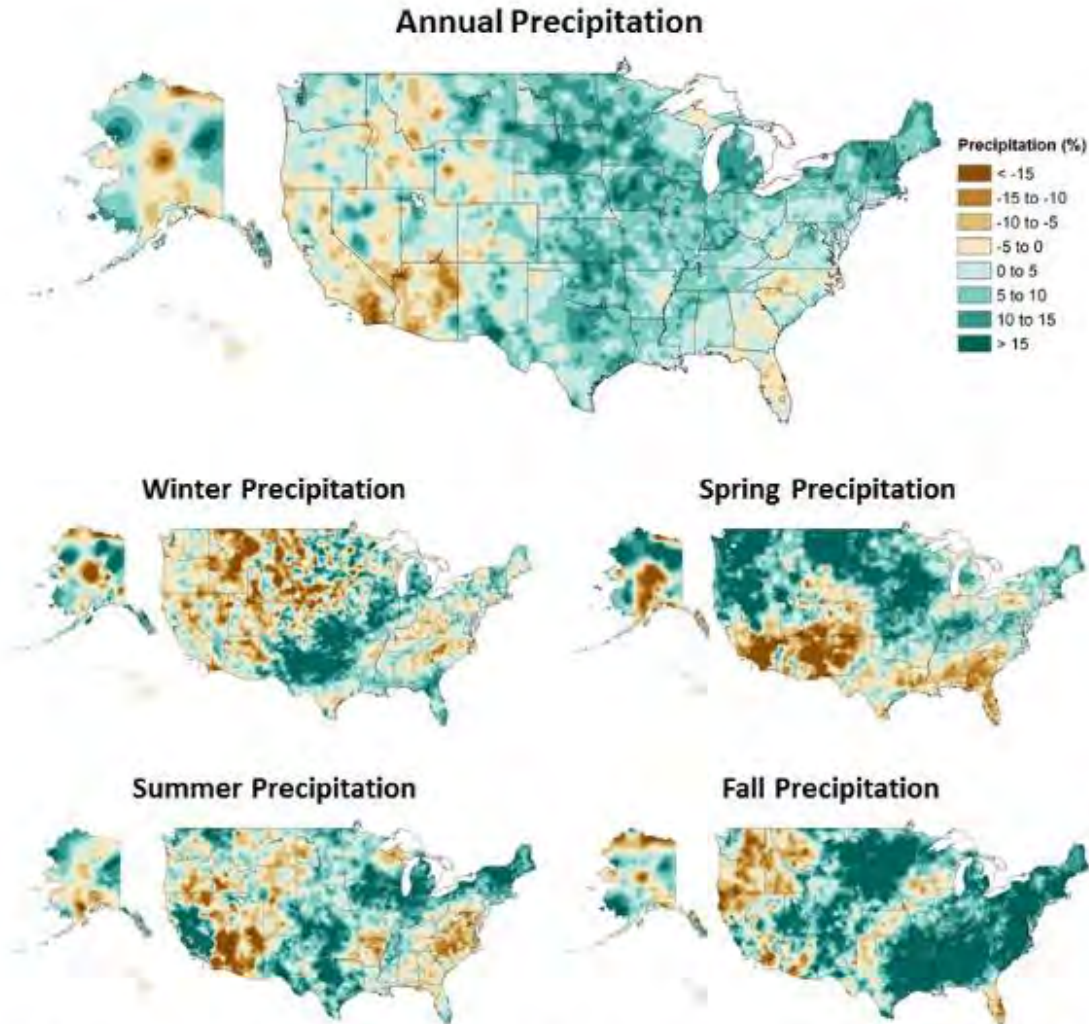 Annual Precipitation
Precipitation (%)
< -15
-15 to -10
-10 to -5
-5 to 0
0 to 5
5 to 10
10 to 15
> 15
Winter Precipitation
Spring Precipitation
Summer Precipitation
Fall Precipitation